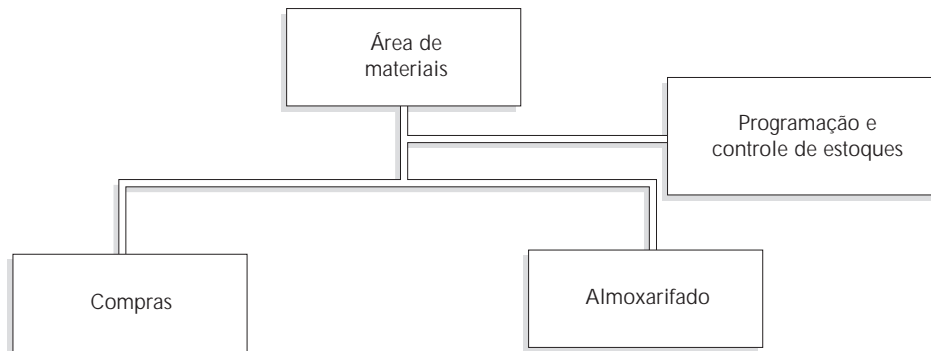 Área de
materiais
Programação e
controle de estoques
Compras
Almoxarifado